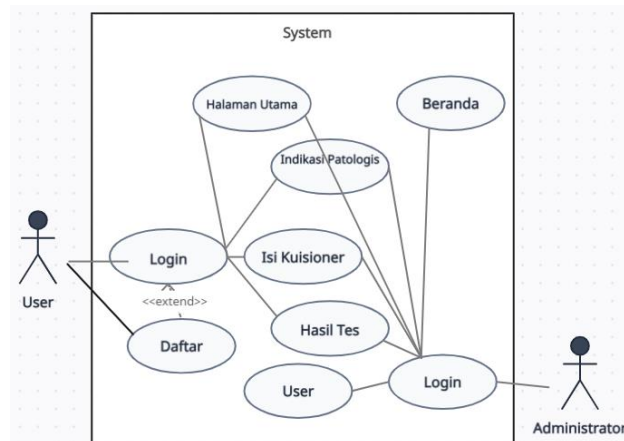 System
Halaman Utama
Beranda
Indikasi Patologis
Login
Isi Kuisioner
User
<<extend>>
Hasil Tes
Daftar
User
Login
Administrator